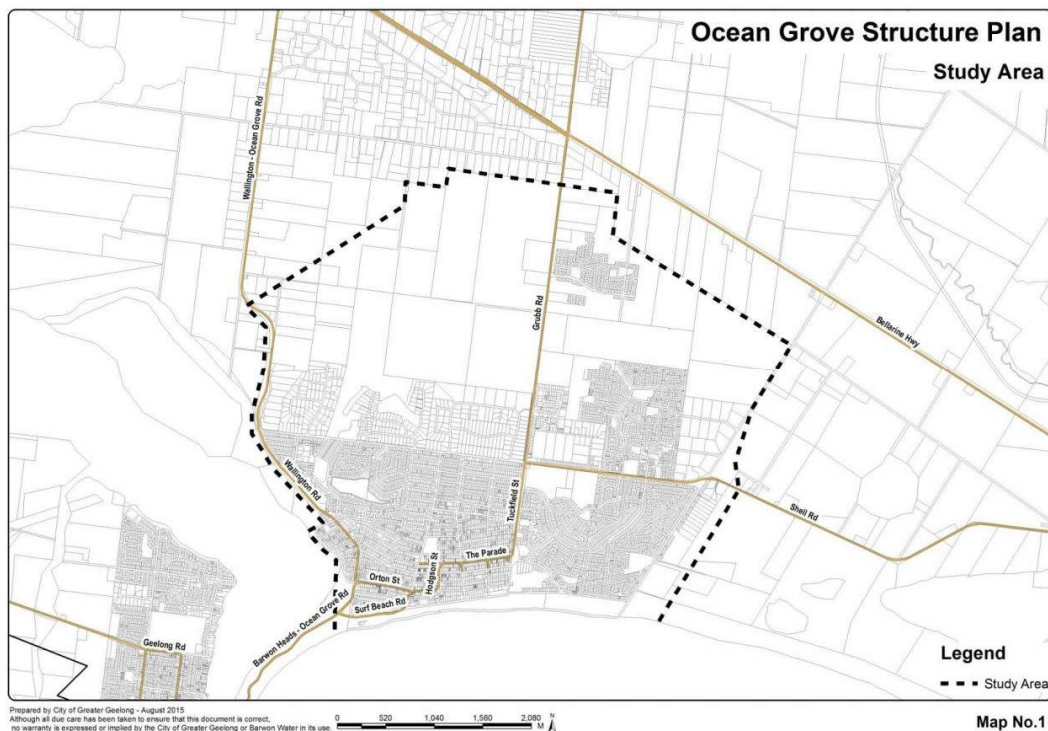 Ocean Grove Structure Plan
Study Area
Wallington - Ocean Grove Rd
Grubb Rd
Bellarine Hwy
Wallington Rd
Tuckfield St
Shell Rd
The Parade
Hodgson St
Orton St
Surf Beach Rd
Barwon Heads - Ocean Grove Rd
Geelong Rd
Legend
Study Area
Prepared by City of Greater Geelong - August 2015
Although all due care has been taken to ensure that this document is correct,
no warranty is expressed or implied by the City of Greater Geelong or Barwon Water in its use.
0 520 1,040 1,560 2,080
M
N
Map No.1